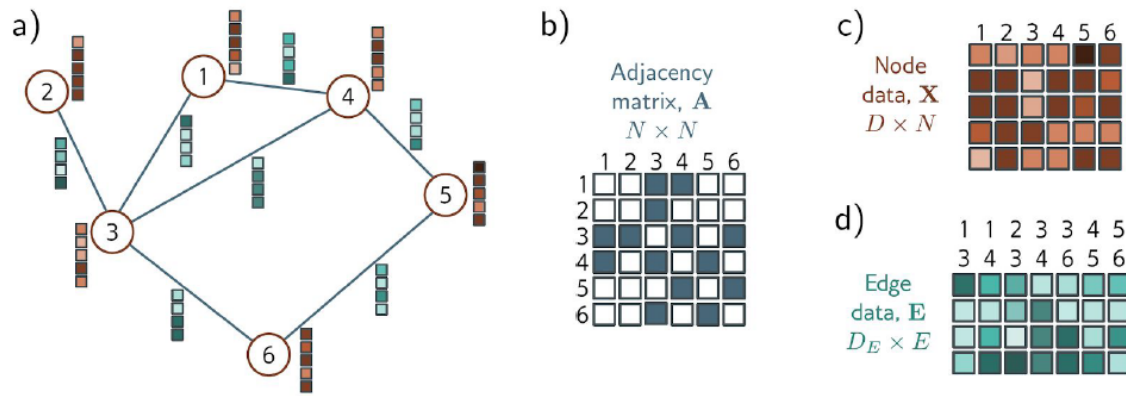 a)
2
1
4
3
5
6
b)
Adjacency
matrix, A
N × N
1 2 3 4 5 6
1
2
3
4
5
6
c)
Node
data, X
D × N
1 2 3 4 5 6
d)
Edge
data, E
D_E × E
1 1 2 3 3 4 5
3 4 3 4 6 5 6